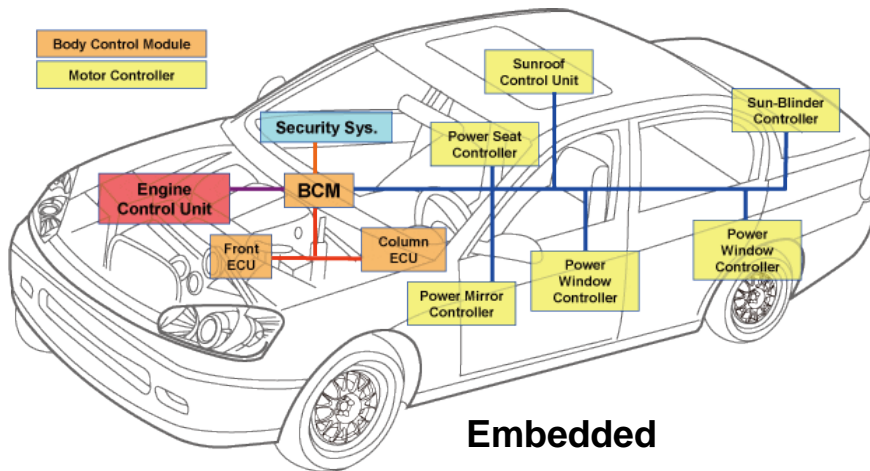 Body Control Module
Motor Controller
Sunroof
Control Unit
Sun-Blinder
Controller
Security Sys.
Power Seat
Controller
Engine
Control Unit
BCM
Front
ECU
Column
ECU
Power Mirror
Controller
Power
Window
Controller
Power
Window
Controller
Embedded